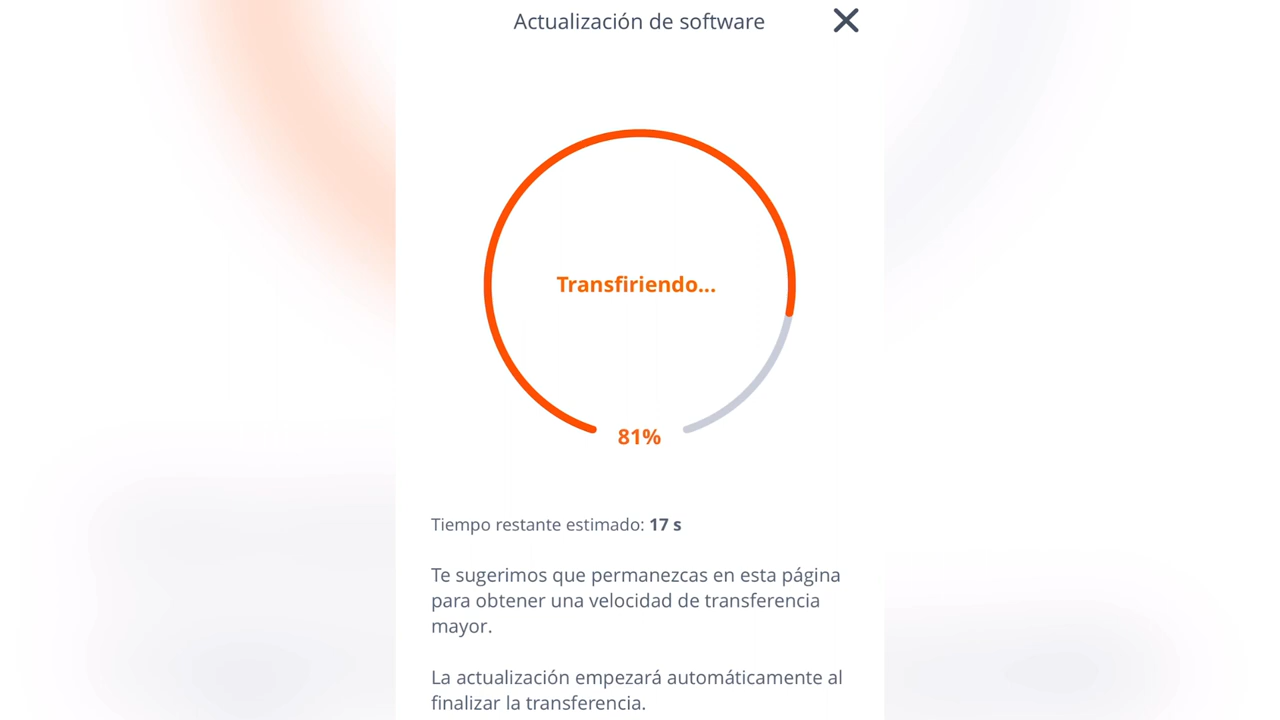 Actualización de software
Transfiriendo...
81%
Tiempo restante estimado: 17 s
Te sugerimos que permanezcas en esta página
para obtener una velocidad de transferencia
mayor.
La actualización empezará automáticamente al
finalizar la transferencia.